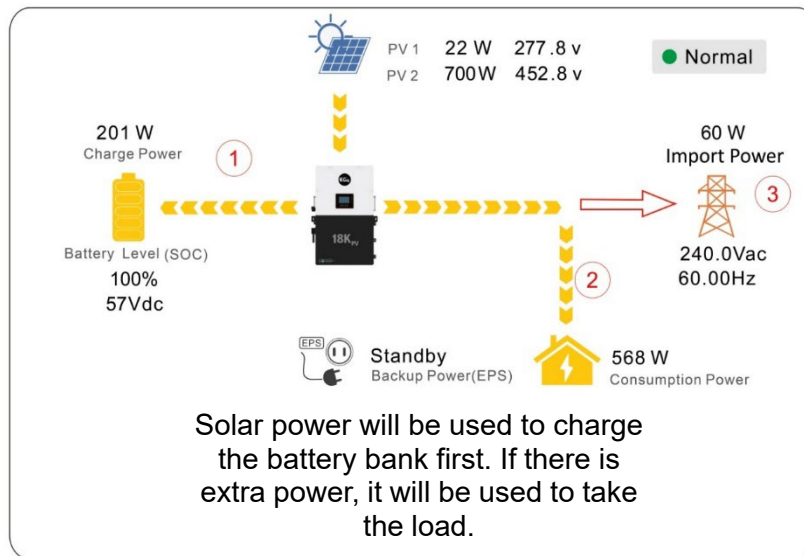 PV 1 22 W 277.8 v
PV 2 700W 452.8 v
Normal
201 W
Charge Power
1
60 W
Import Power
3
18K PV
Battery Level (SOC)
100%
57Vdc
240.0Vac
60.00Hz
2
EPS
Standby
Backup Power(EPS)
568 W
Consumption Power
Solar power will be used to charge
the battery bank first. If there is
extra power, it will be used to take
the load.